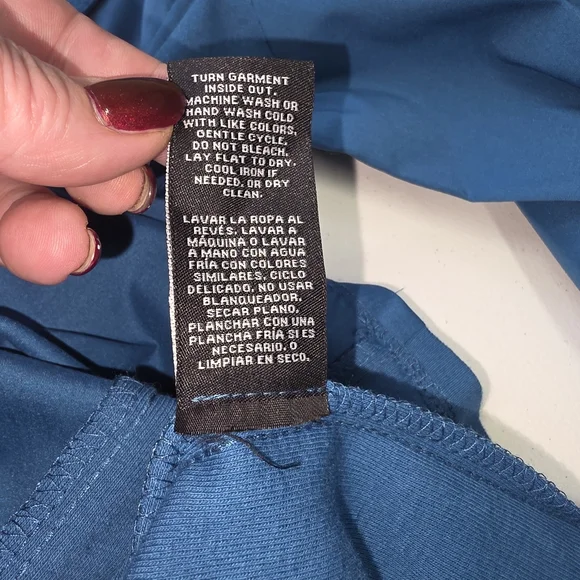 TURN GARMENT
INSIDE OUT.
MACHINE WASH OR
HAND WASH COLD
WITH LIKE COLORS,
GENTLE CYCLE.
DO NOT BLEACH.
LAY FLAT TO DRY.
COOL IRON IF
NEEDED, OR DRY
CLEAN.
LAVAR LA ROPA AL
REVÉS. LAVAR A
MÁQUINA O LAVAR
A MANO CON AGUA
FRÍA CON COLORES
SIMILARES, CICLO
DELICADO. NO USAR
BLANQUEADOR.
SECAR PLANO.
PLANCHAR CON UNA
PLANCHA FRÍA SI ES
NECESARIO, O
LIMPIAR EN SECO.